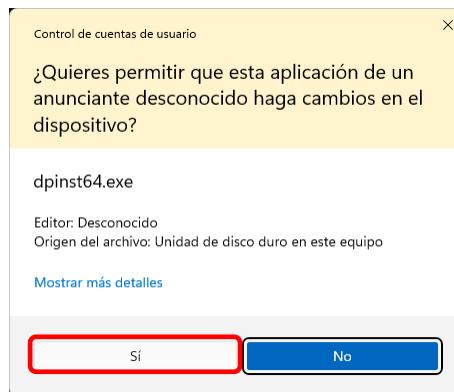 Control de cuentas de usuario
¿Quieres permitir que esta aplicación de un
anunciante desconocido haga cambios en el
dispositivo?
dpinst64.exe
Editor: Desconocido
Origen del archivo: Unidad de disco duro en este equipo
Mostrar más detalles
Sí
No